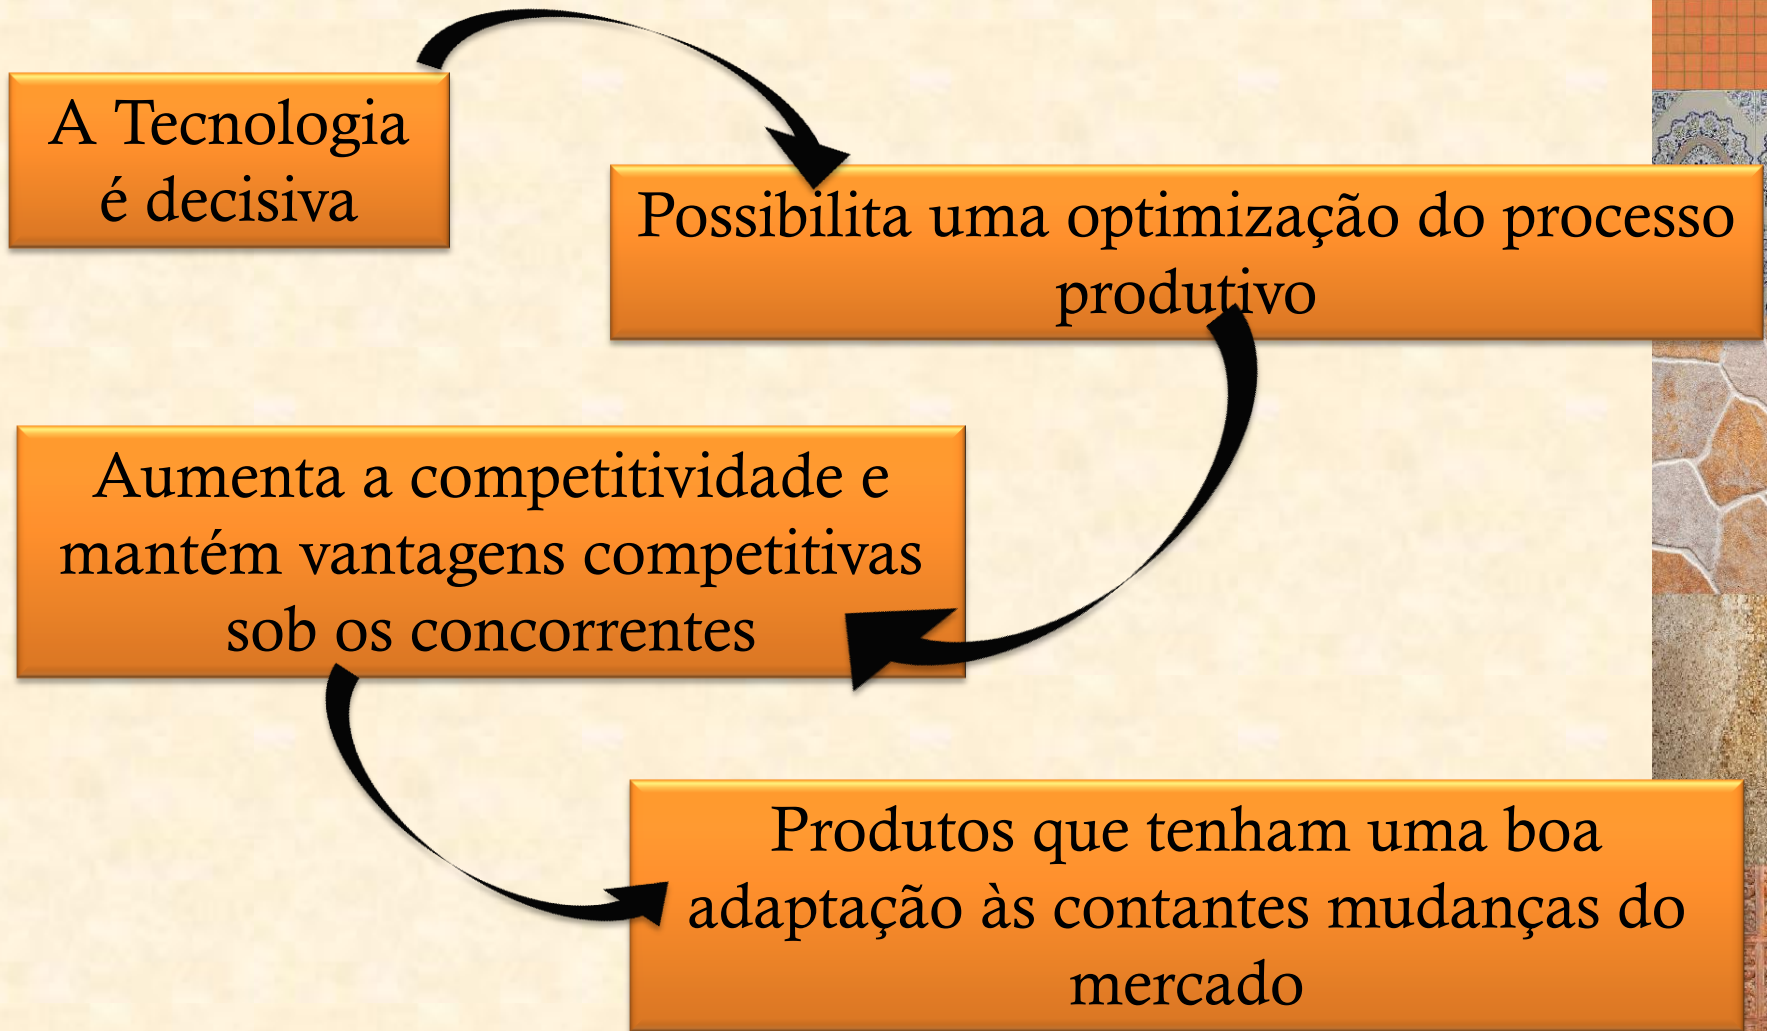 A Tecnologia
é decisiva
Possibilita uma optimização do processo
produtivo
Aumenta a competitividade e
mantém vantagens competitivas
sob os concorrentes
Produtos que tenham uma boa
adaptação às contantes mudanças do
mercado